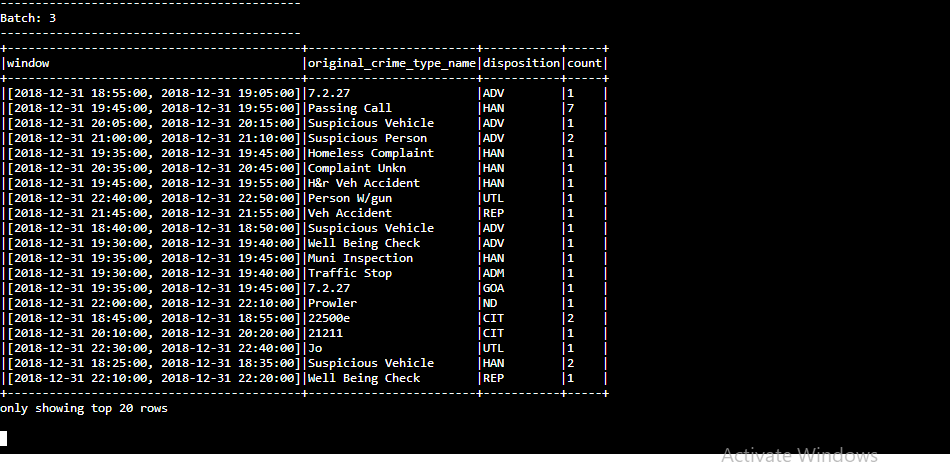 -------------------------------------------
Batch: 3
-------------------------------------------
+------------------------------------------+------------------------+-----------+-----+
|window                                    |original_crime_type_name|disposition|count|
+------------------------------------------+------------------------+-----------+-----+
|[2018-12-31 18:55:00, 2018-12-31 19:05:00]|7.2.27                  |ADV        |1    |
|[2018-12-31 19:45:00, 2018-12-31 19:55:00]|Passing Call            |HAN        |7    |
|[2018-12-31 20:05:00, 2018-12-31 20:15:00]|Suspicious Vehicle      |ADV        |1    |
|[2018-12-31 21:00:00, 2018-12-31 21:10:00]|Suspicious Person       |ADV        |2    |
|[2018-12-31 19:35:00, 2018-12-31 19:45:00]|Homeless Complaint      |HAN        |1    |
|[2018-12-31 20:35:00, 2018-12-31 20:45:00]|Complaint Unkn          |HAN        |1    |
|[2018-12-31 19:45:00, 2018-12-31 19:55:00]|H&r Veh Accident        |HAN        |1    |
|[2018-12-31 22:40:00, 2018-12-31 22:50:00]|Person W/gun            |UTL        |1    |
|[2018-12-31 21:45:00, 2018-12-31 21:55:00]|Veh Accident            |REP        |1    |
|[2018-12-31 18:40:00, 2018-12-31 18:50:00]|Suspicious Vehicle      |ADV        |1    |
|[2018-12-31 19:30:00, 2018-12-31 19:40:00]|Well Being Check        |ADV        |1    |
|[2018-12-31 19:35:00, 2018-12-31 19:45:00]|Muni Inspection         |HAN        |1    |
|[2018-12-31 19:30:00, 2018-12-31 19:40:00]|Traffic Stop            |ADM        |1    |
|[2018-12-31 19:35:00, 2018-12-31 19:45:00]|7.2.27                  |GOA        |1    |
|[2018-12-31 22:00:00, 2018-12-31 22:10:00]|Prowler                 |ND         |1    |
|[2018-12-31 18:45:00, 2018-12-31 18:55:00]|22500e                  |CIT        |2    |
|[2018-12-31 20:10:00, 2018-12-31 20:20:00]|21211                   |CIT        |1    |
|[2018-12-31 22:30:00, 2018-12-31 22:40:00]|Jo                      |UTL        |1    |
|[2018-12-31 18:25:00, 2018-12-31 18:35:00]|Suspicious Vehicle      |HAN        |2    |
|[2018-12-31 22:10:00, 2018-12-31 22:20:00]|Well Being Check        |REP        |1    |
+------------------------------------------+------------------------+-----------+-----+
only showing top 20 rows
Activate Windows